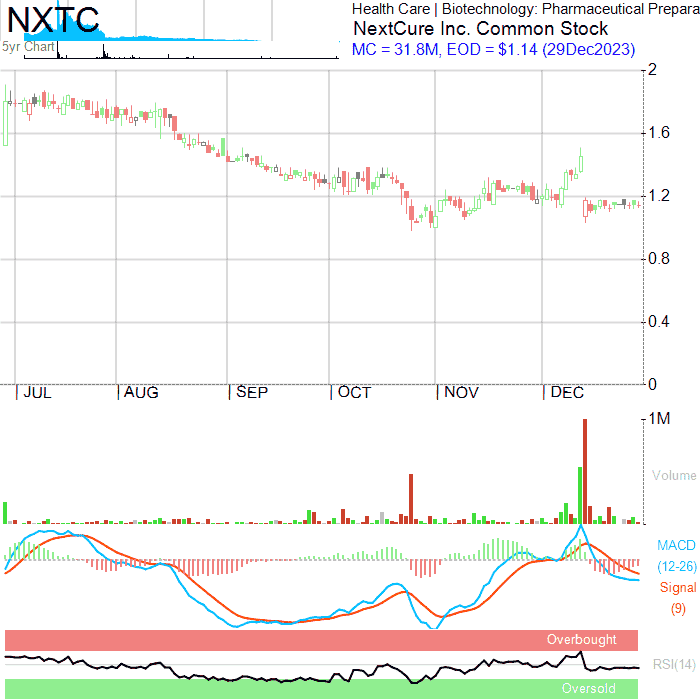 NXTC
5yr Chart
Health Care | Biotechnology: Pharmaceutical Prepara
NextCure Inc. Common Stock
MC = 31.8M, EOD = $1.14 (29Dec2023)
2
1.6
1.2
0.8
0.4
0
JUL AUG SEP OCT NOV DEC
1M
Volume
MACD
(12-26)
Signal
(9)
Overbought
RSI(14)
Oversold